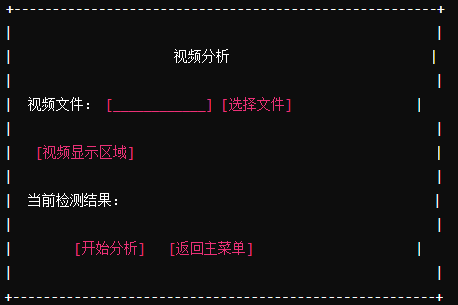 +------------------------------------------------------+
|                                                      |
|                     视频分析                          |
|                                                      |
|  视频文件: [____________] [选择文件]                |
|                                                      |
|   [视频显示区域]                                      |
|                                                      |
|  当前检测结果:                                       |
|                                                      |
|        [开始分析]   [返回主菜单]                    |
|                                                      |
+------------------------------------------------------+